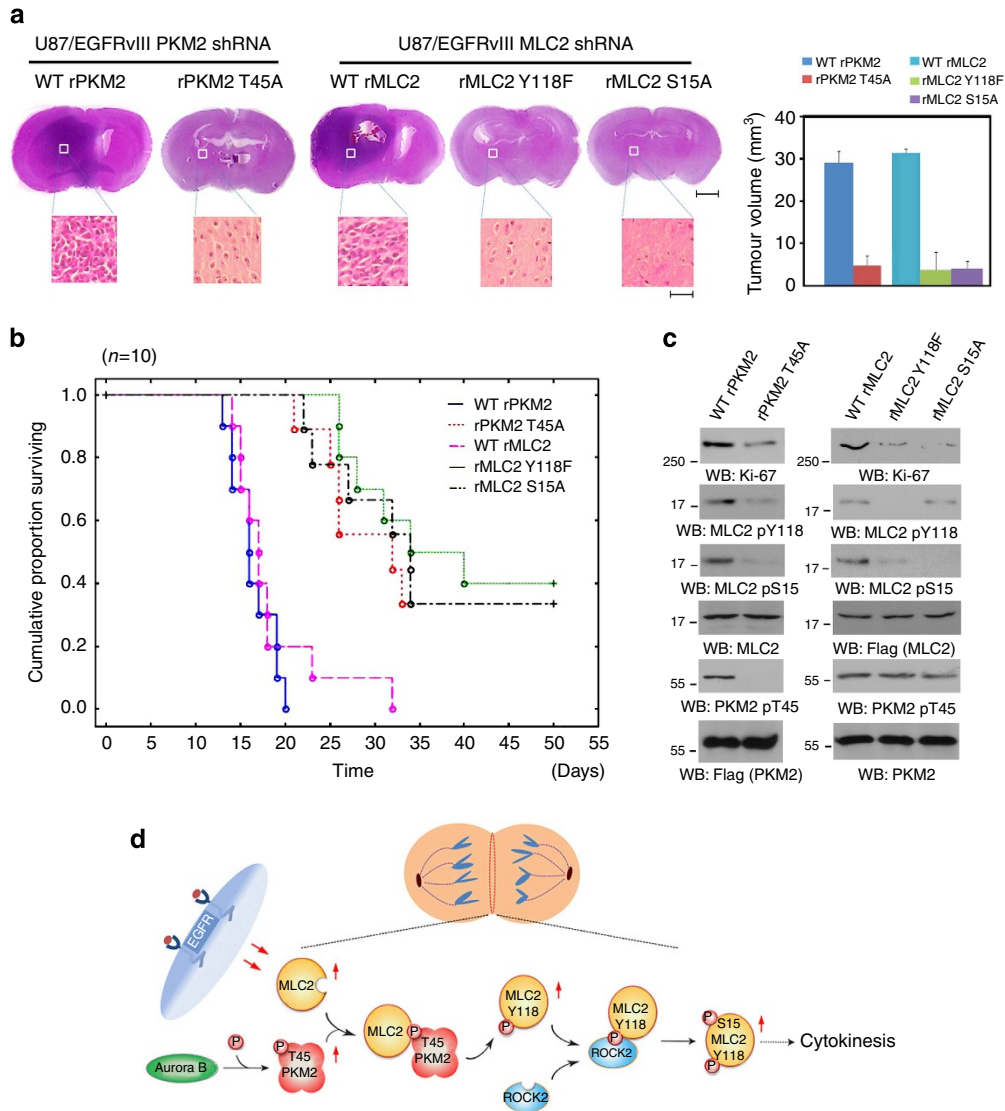 a
U87/EGFRvIII PKM2 shRNA
U87/EGFRvIII MLC2 shRNA
WT rPKM2
rPKM2 T45A
WT rMLC2
rMLC2 Y118F
rMLC2 S15A
WT rPKM2
WT rMLC2
rPKM2 T45A
rMLC2 Y118F
rMLC2 S15A
Tumour volume (mm³)
40
30
20
10
0
b
(n=10)
Cumulative proportion surviving
1.0
0.8
0.6
0.4
0.2
0.0
WT rPKM2
rPKM2 T45A
WT rMLC2
rMLC2 Y118F
rMLC2 S15A
0 5 10 15 20 25 30 35 40 45 50 55
Time (Days)
c
WT rPKM2
rPKM2 T45A
WT rMLC2
rMLC2 Y118F
rMLC2 S15A
250
250
WB: Ki-67
WB: Ki-67
17
17
WB: MLC2 pY118
WB: MLC2 pY118
17
17
WB: MLC2 pS15
WB: MLC2 pS15
17
17
WB: MLC2
WB: Flag (MLC2)
55
55
WB: PKM2 pT45
WB: PKM2 pT45
55
55
WB: Flag (PKM2)
WB: PKM2
d
EGFR
MLC2
Aurora B
P
P
T45
PKM2
MLC2
P
T45
PKM2
MLC2
Y118
P
ROCK2
MLC2
Y118
P
ROCK2
P
S15
MLC2
Y118
P
Cytokinesis